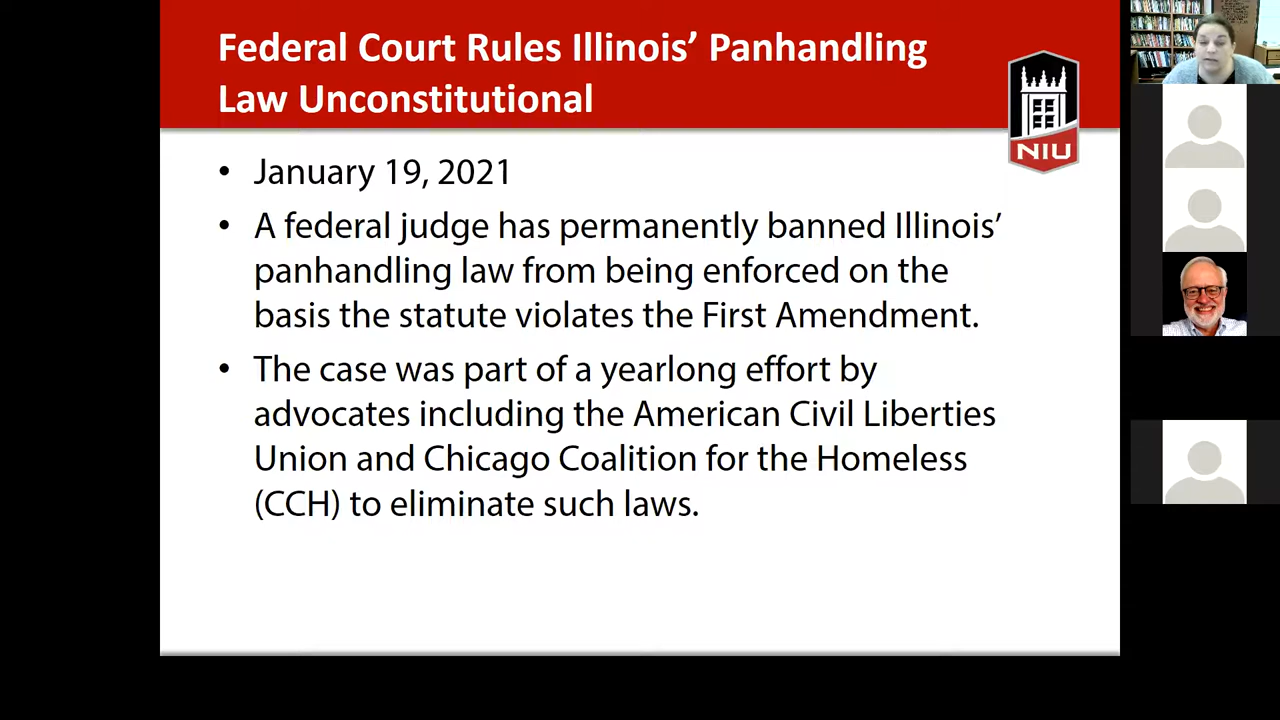 Federal Court Rules Illinois’ Panhandling
Law Unconstitutional
NIU
• January 19, 2021
• A federal judge has permanently banned Illinois’
panhandling law from being enforced on the
basis the statute violates the First Amendment.
• The case was part of a yearlong effort by
advocates including the American Civil Liberties
Union and Chicago Coalition for the Homeless
(CCH) to eliminate such laws.